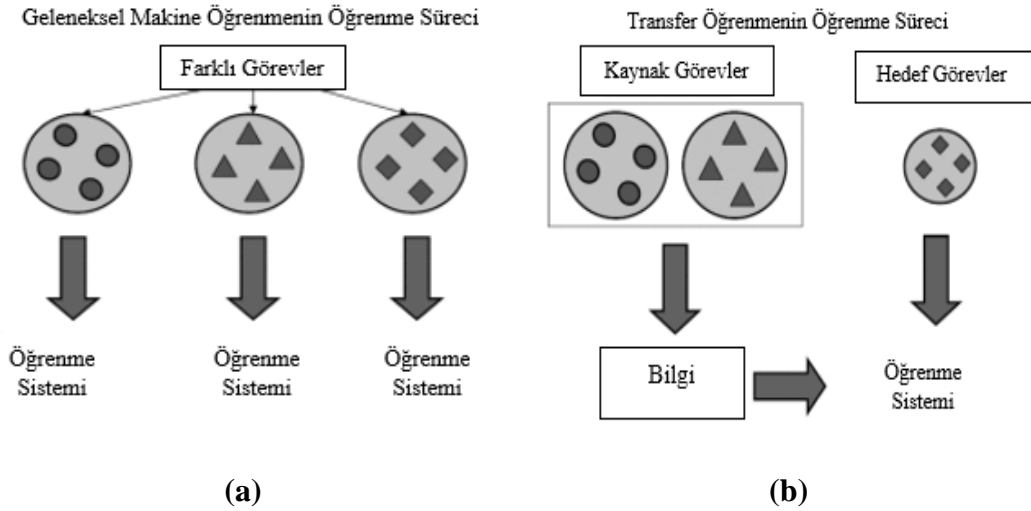 Geleneksel Makine Öğrenmenin Öğrenme Süreci
Farklı Görevler
Öğrenme
Sistemi
Öğrenme
Sistemi
Öğrenme
Sistemi
(a)
Transfer Öğrenmenin Öğrenme Süreci
Kaynak Görevler
Hedef Görevler
Bilgi
Öğrenme
Sistemi
(b)